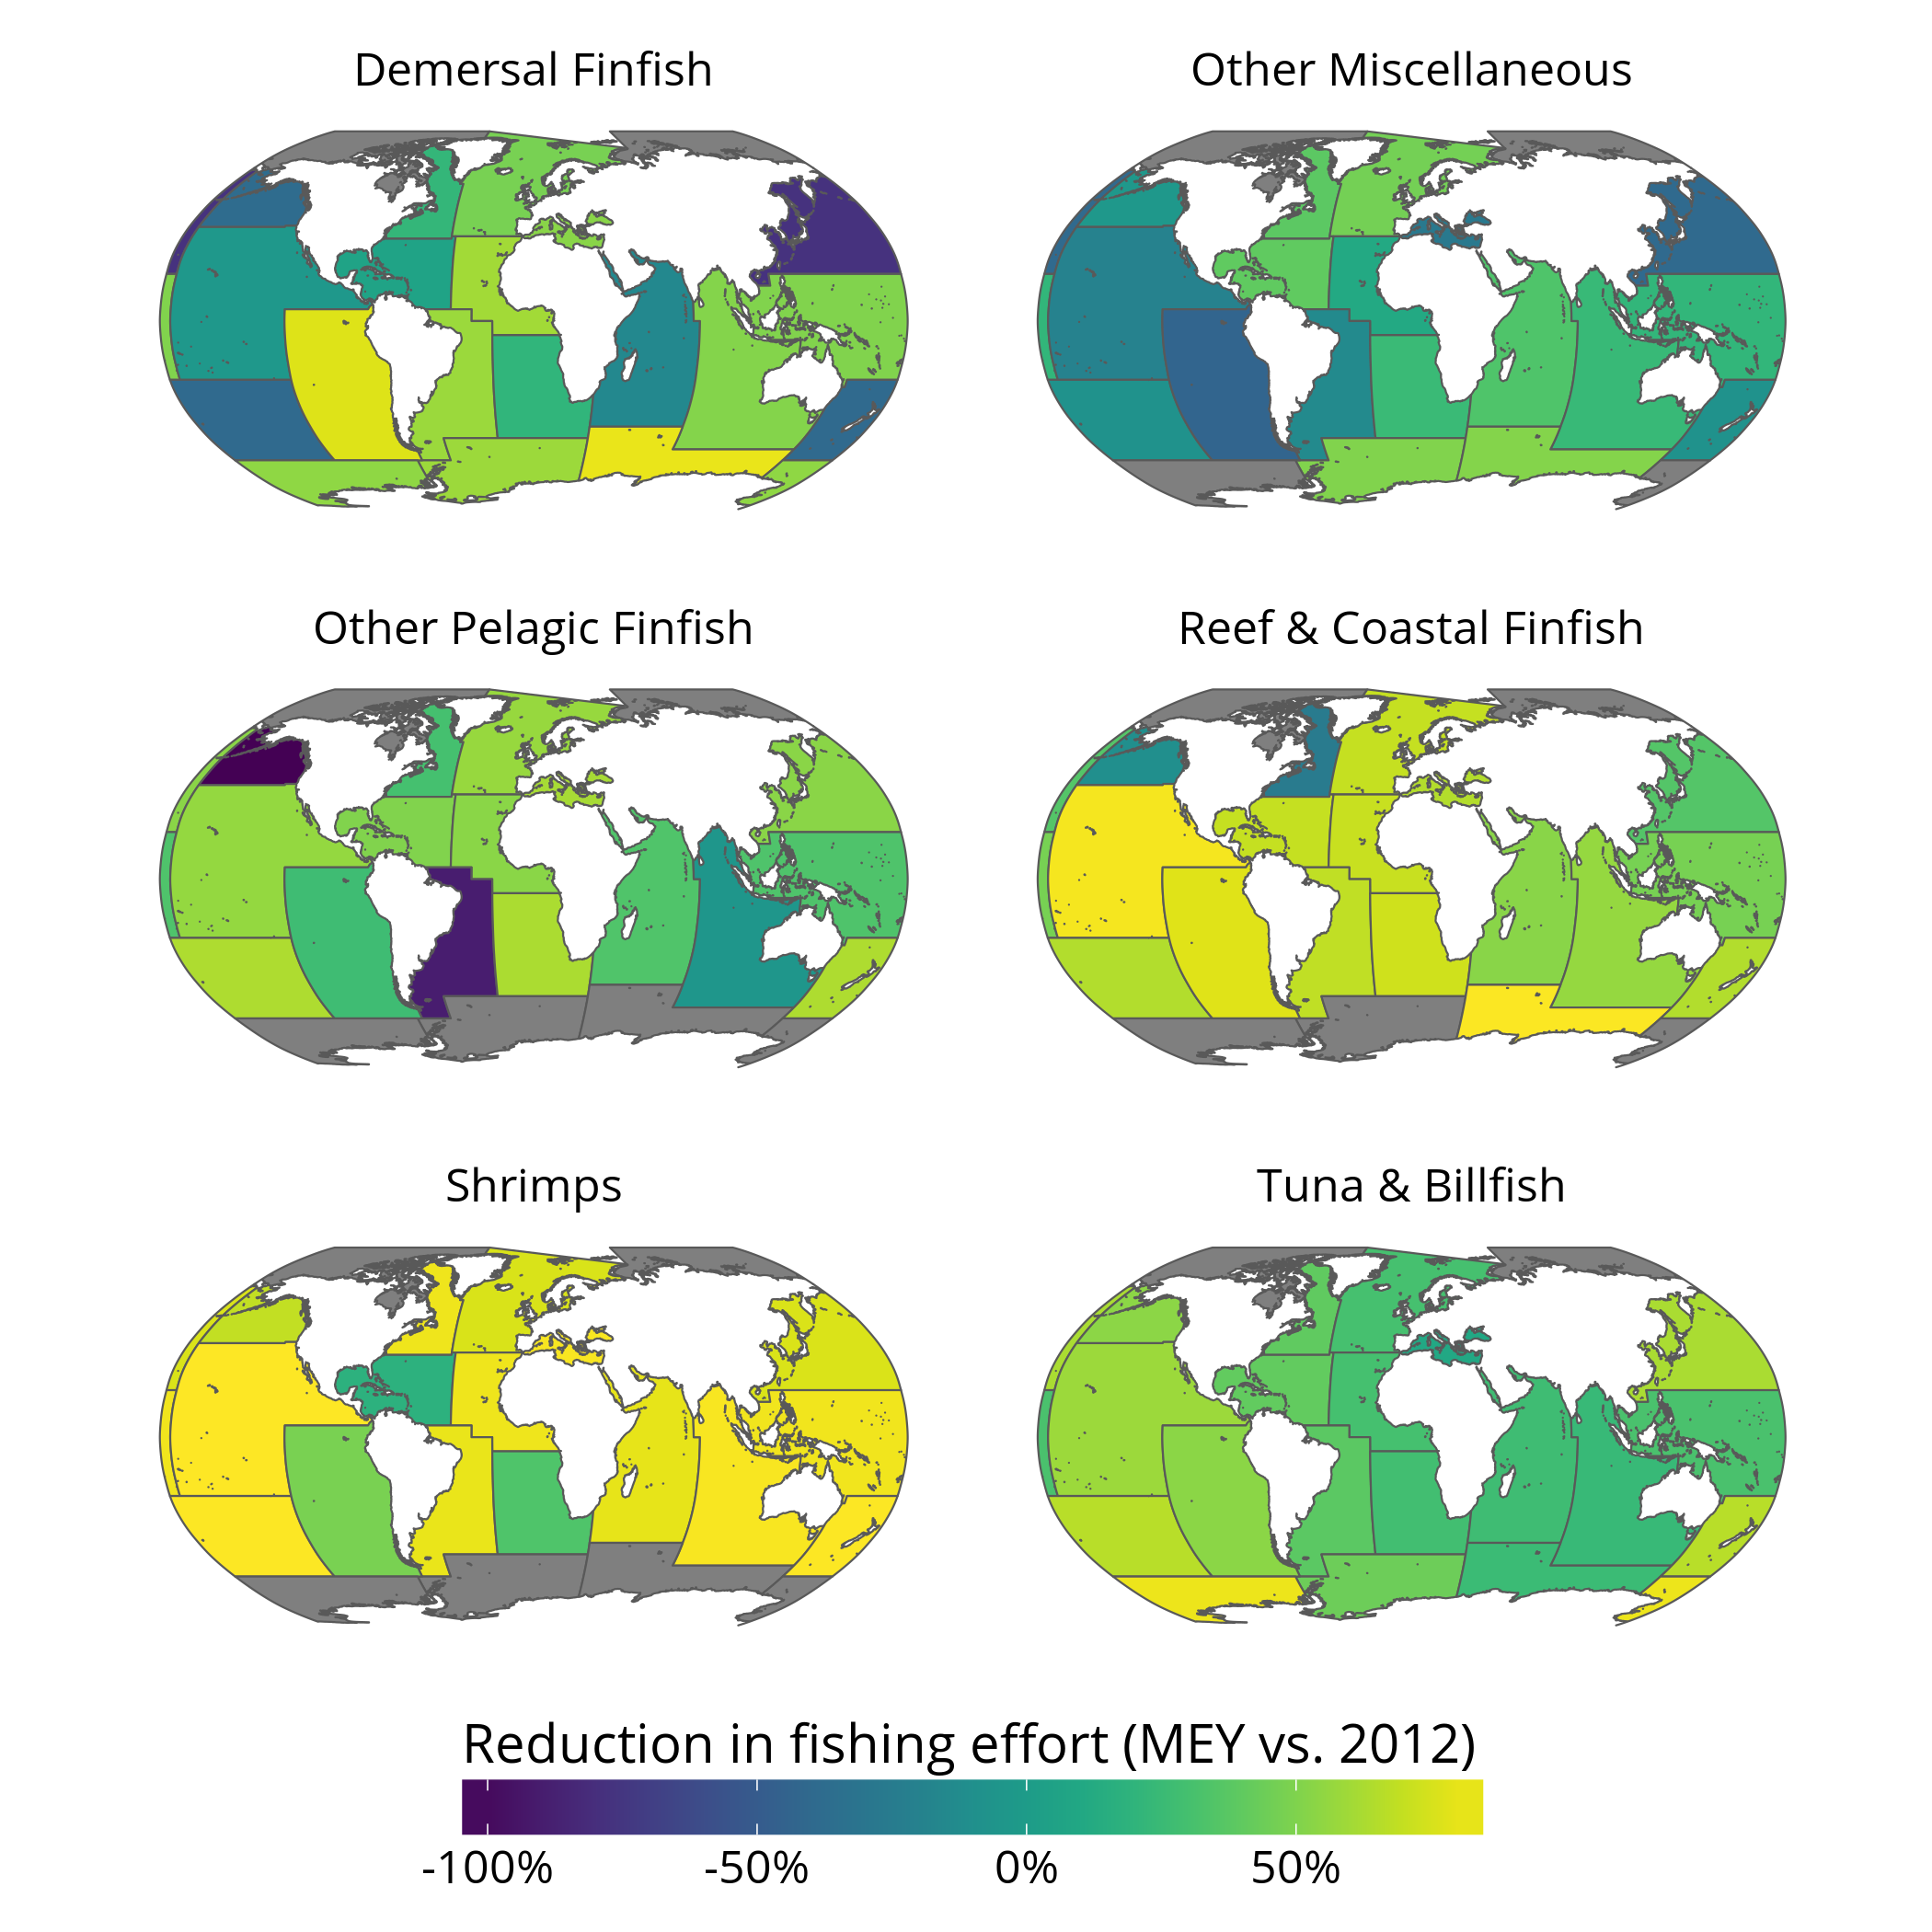 Demersal Finfish
Other Miscellaneous
Other Pelagic Finfish
Reef & Coastal Finfish
Shrimps
Tuna & Billfish
Reduction in fishing effort (MEY vs. 2012)
-100% -50% 0% 50%